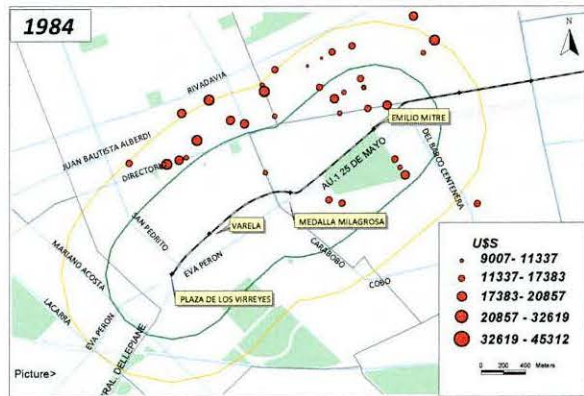 1984
N
RIVADAVIA
JUAN BAUTISTA ALBERDI
EMILIO MITRE
DIRECTORIO
AU.1 25 DE MAYO
DEL BARCO CENTENERA
SAN PEDRITO
VARELA
MEDALLA MILAGROSA
CARABOBO
MARIANO ACOSTA
EVA PERON
COBO
PLAZA DE LOS VIRREYES
LACARRA
EVA PERON
GRAL. DELLEPIANE
U$S
9007- 11337
11337- 17383
17383- 20857
20857 - 32619
32619 - 45312
0 200 400 Meters
Picture>